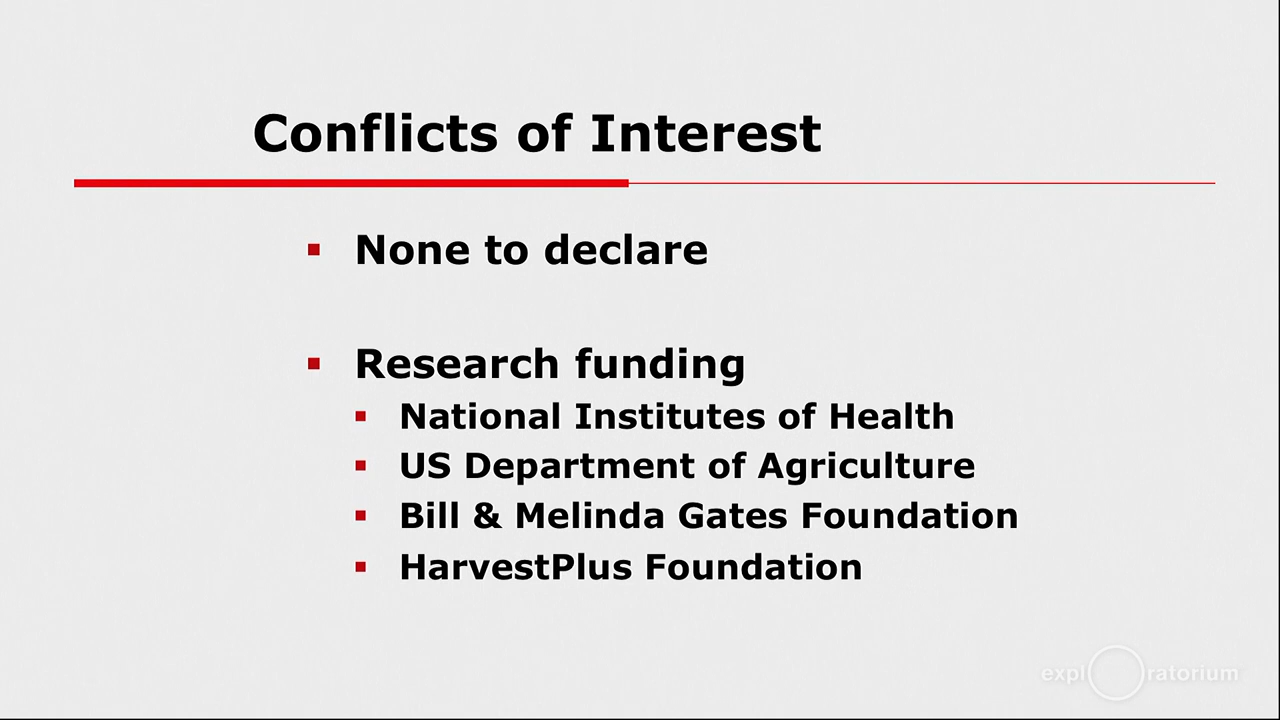 Conflicts of Interest
None to declare
Research funding
National Institutes of Health
US Department of Agriculture
Bill & Melinda Gates Foundation
HarvestPlus Foundation
exploratorium